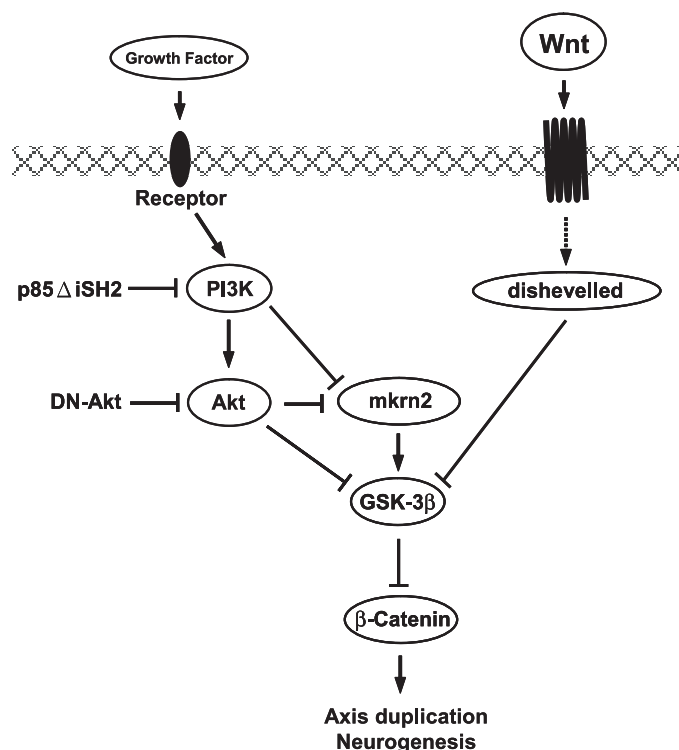 Growth Factor
Wnt
Receptor
p85ΔiSH2
PI3K
dishevelled
DN-Akt
Akt
mkrn2
GSK-3β
β-Catenin
Axis duplication
Neurogenesis